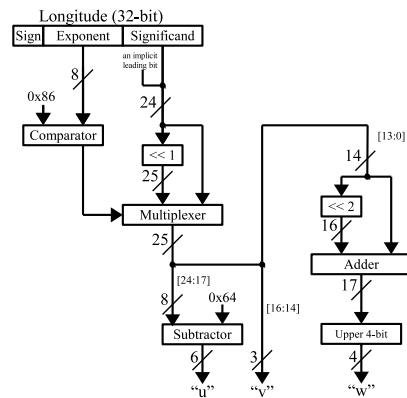 Longitude (32-bit)
Sign Exponent Significand
an implicit
leading bit
8
0x86
24
[13:0]
14
Comparator
<< 1
<< 2
25
16
Multiplexer
25
Adder
[24:17]
17
8
0x64
[16:14]
Subtractor
Upper 4-bit
6
3
4
“u”
“v”
“w”